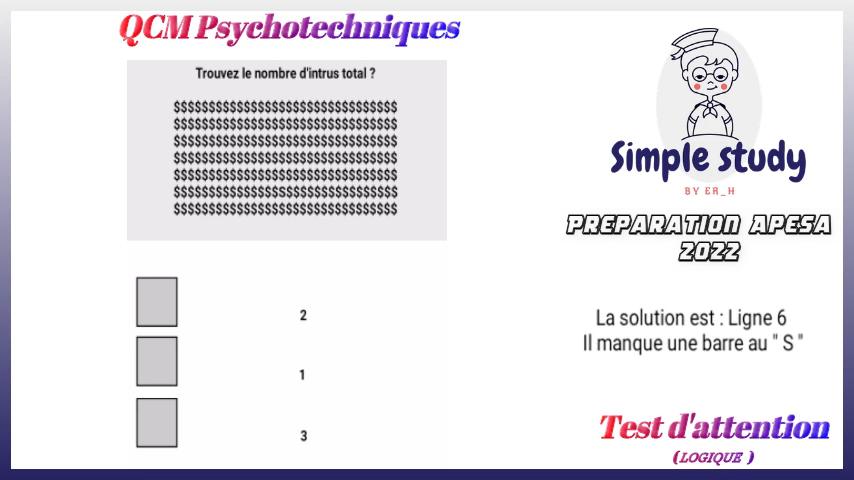 QCM Psychotechniques
Trouvez le nombre d'intrus total ?
$$$$$$$$$$$$$$$$$$$$$$$$$$$$$$$$
$$$$$$$$$$$$$$$$$$$$$$$$$$$$$$$$
$$$$$$$$$$$$$$$$$$$$$$$$$$$$$$$$
$$$$$$$$$$$$$$$$$$$$$$$$$$$$$$$$
$$$$$$$$$$$$$$$$$$$$$$$$$$$$$$$$
$$$$$$$$$$$$$$$$$$$$$$$$$$$$$$$$
$$$$$$$$$$$$$$$$$$$$$$$$$$$$$$$$
2
1
3
Simple study
BY ER_H
PREPARATION APESA
2022
La solution est : Ligne 6
Il manque une barre au " S "
Test d'attention
(LOGIQUE )